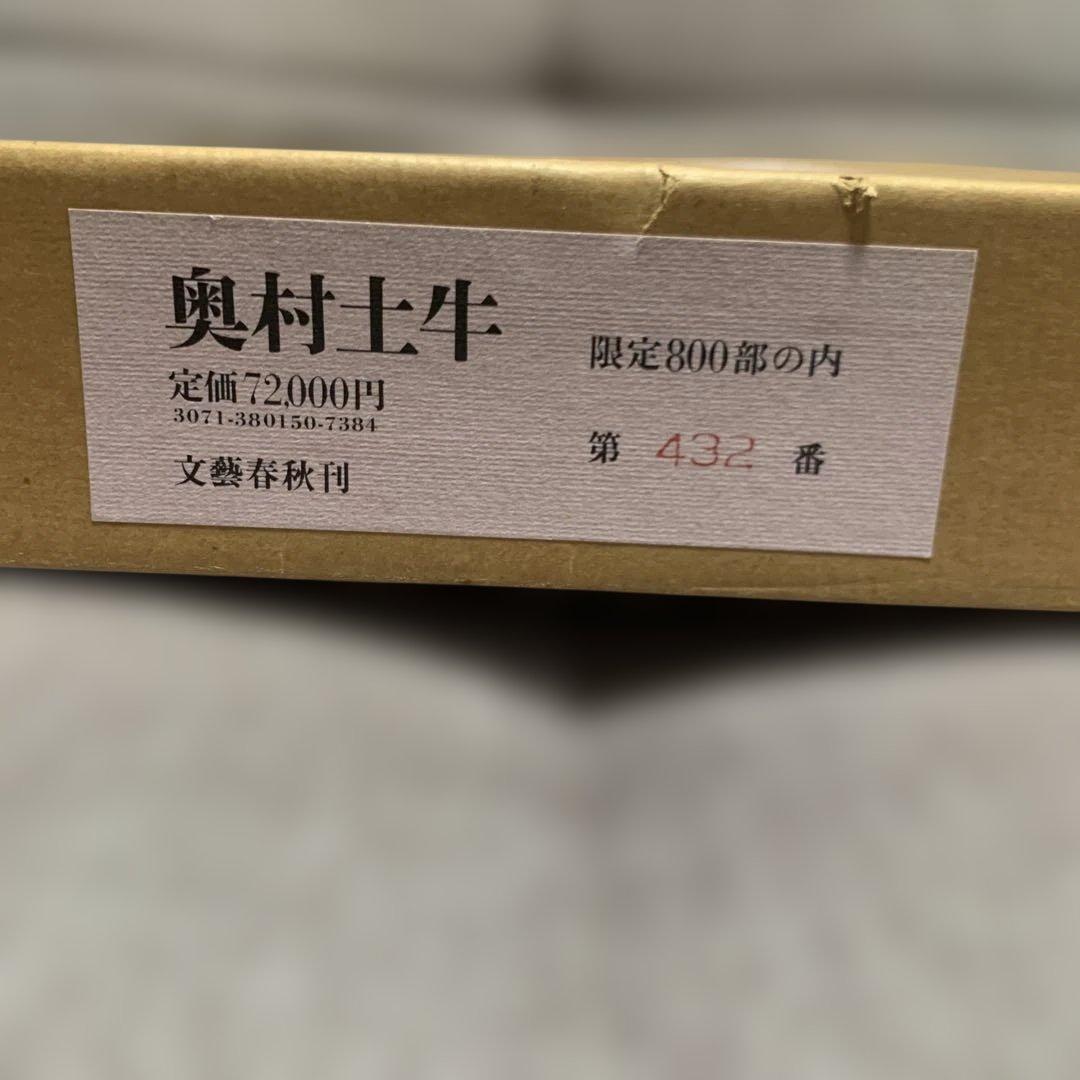 奥村土牛
定価72,000円
3071-380150-7384
文藝春秋刊
限定800部の内
第 432 番